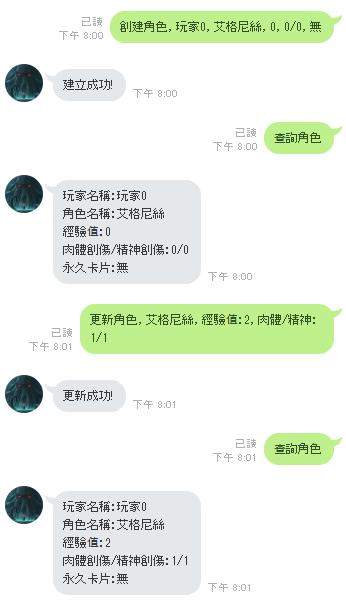 創建角色,玩家0,艾格尼絲,0,0/0,無
已讀
下午 8:00
建立成功!
下午 8:00
查詢角色
已讀
下午 8:00
玩家名稱:玩家0
角色名稱:艾格尼絲
經驗值:0
肉體創傷/精神創傷:0/0
永久卡片:無
下午 8:00
更新角色,艾格尼絲,經驗值:2,肉體/精神:
1/1
已讀
下午 8:01
更新成功!
下午 8:01
查詢角色
已讀
下午 8:01
玩家名稱:玩家0
角色名稱:艾格尼絲
經驗值:2
肉體創傷/精神創傷:1/1
永久卡片:無
下午 8:01